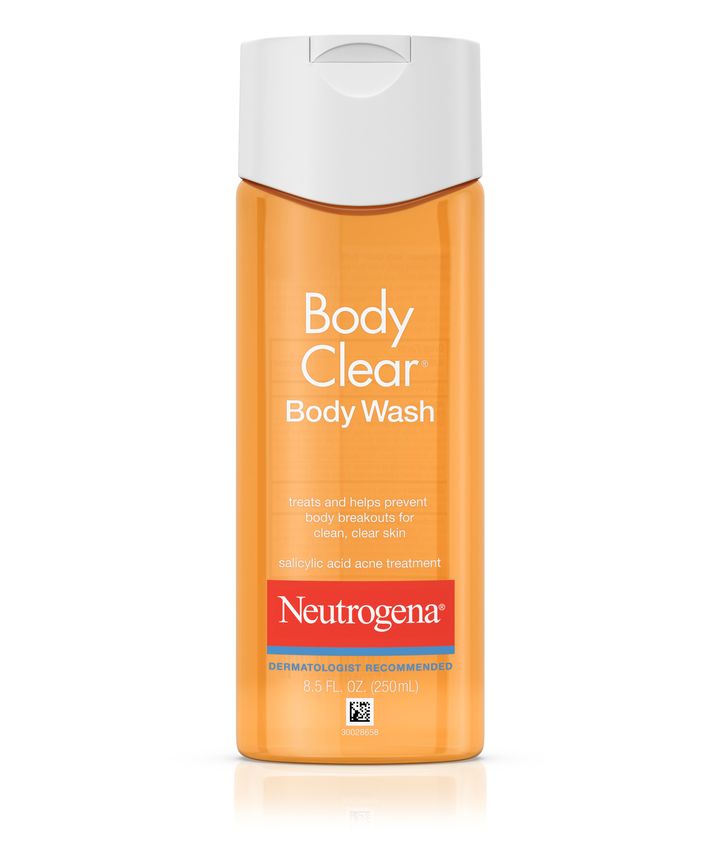 Body
Clear®
Body Wash
treats and helps prevent
body breakouts for
clean, clear skin
salicylic acid acne treatment
Neutrogena®
DERMATOLOGIST RECOMMENDED
8.5 FL. OZ. (250mL)
30028658